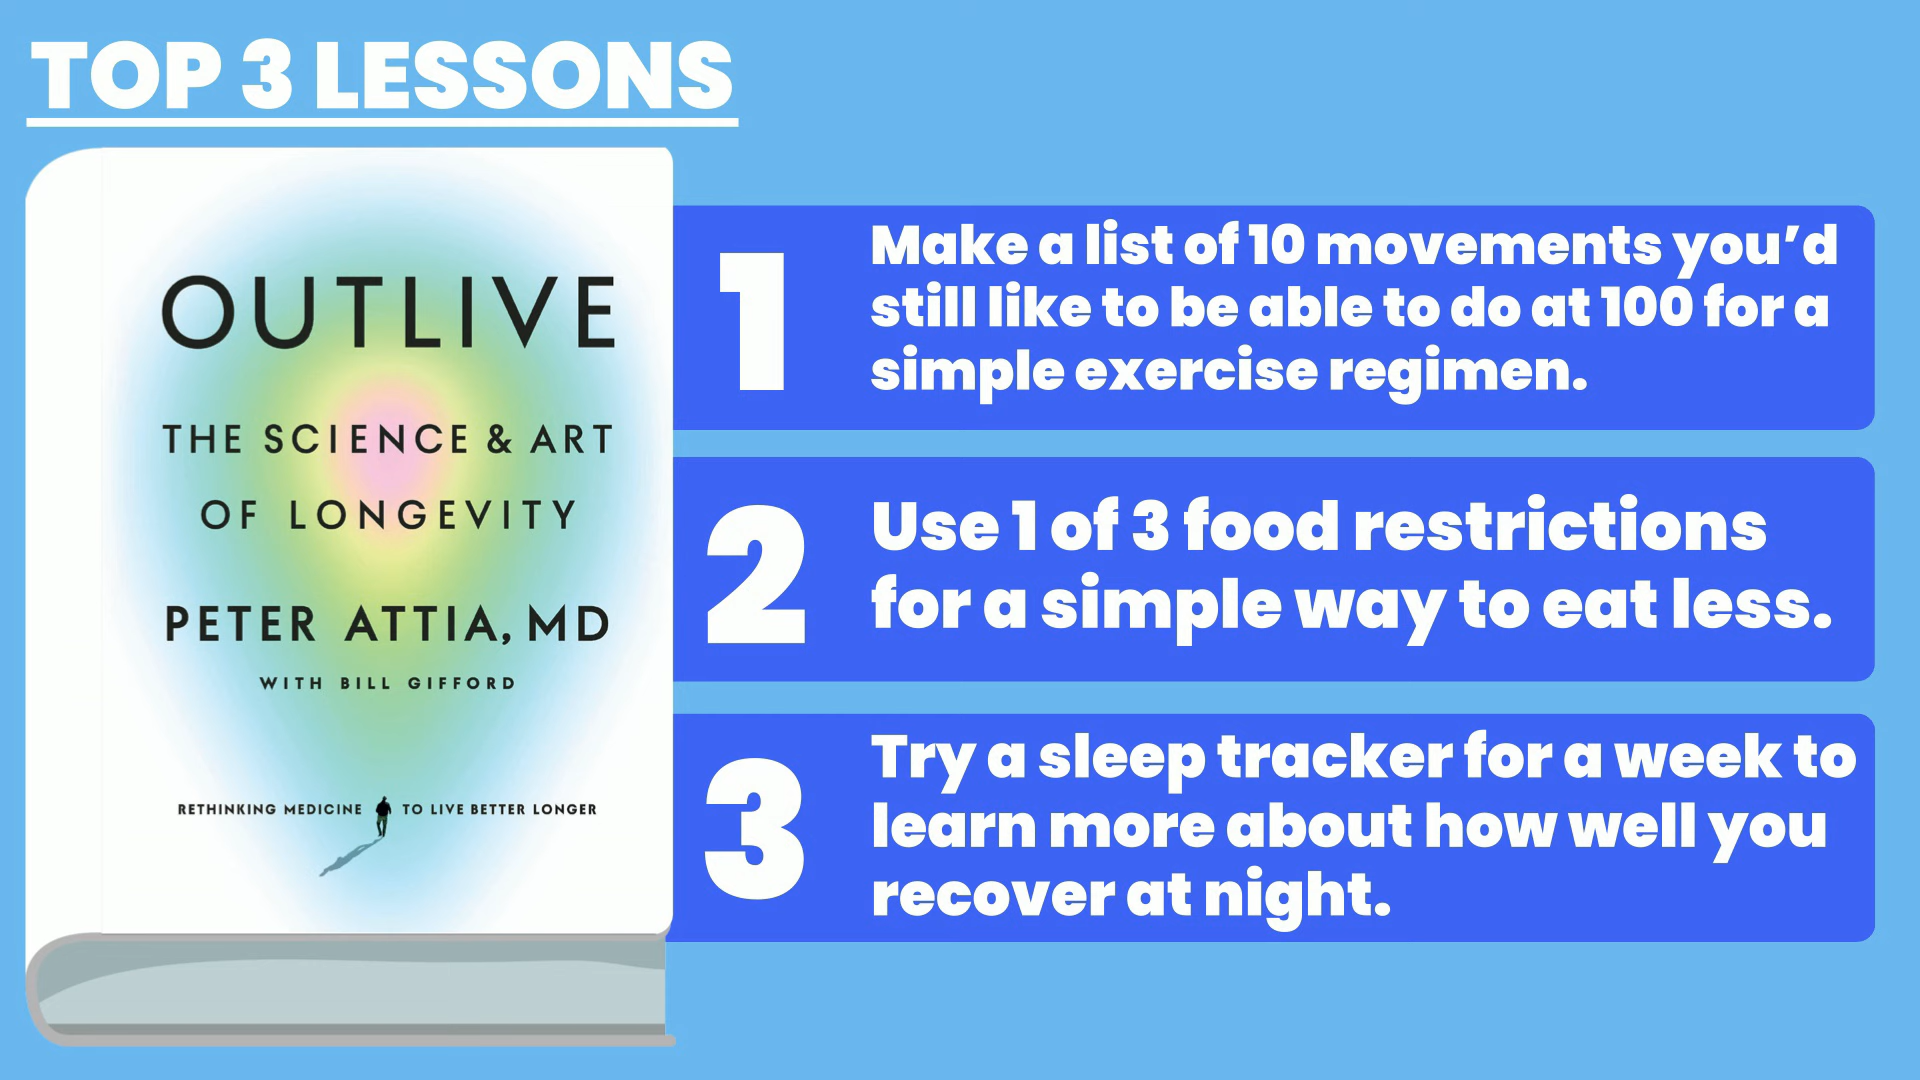 TOP 3 LESSONS
OUTLIVE
THE SCIENCE & ART
OF LONGEVITY
PETER ATTIA, MD
WITH BILL GIFFORD
RETHINKING MEDICINE TO LIVE BETTER LONGER
1
Make a list of 10 movements you’d
still like to be able to do at 100 for a
simple exercise regimen.
2
Use 1 of 3 food restrictions
for a simple way to eat less.
3
Try a sleep tracker for a week to
learn more about how well you
recover at night.